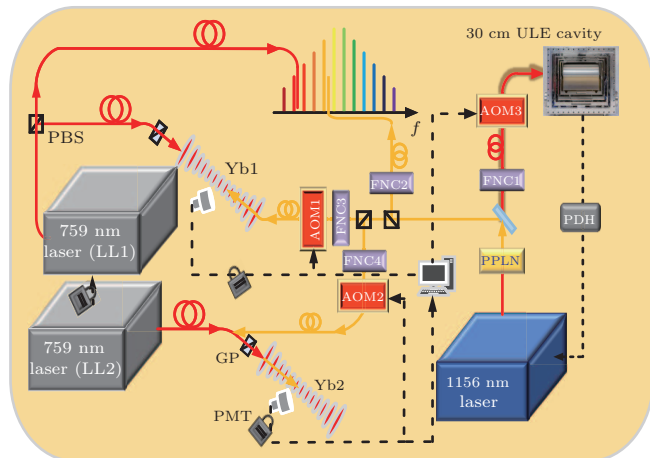 30 cm ULE cavity
AOM3
f
PBS
Yb1
FNC2
FNC1
AOM1
FNC3
PDH
759 nm
laser (LL1)
FNC4
PPLN
AOM2
759 nm
laser (LL2)
GP
Yb2
1156 nm
laser
PMT